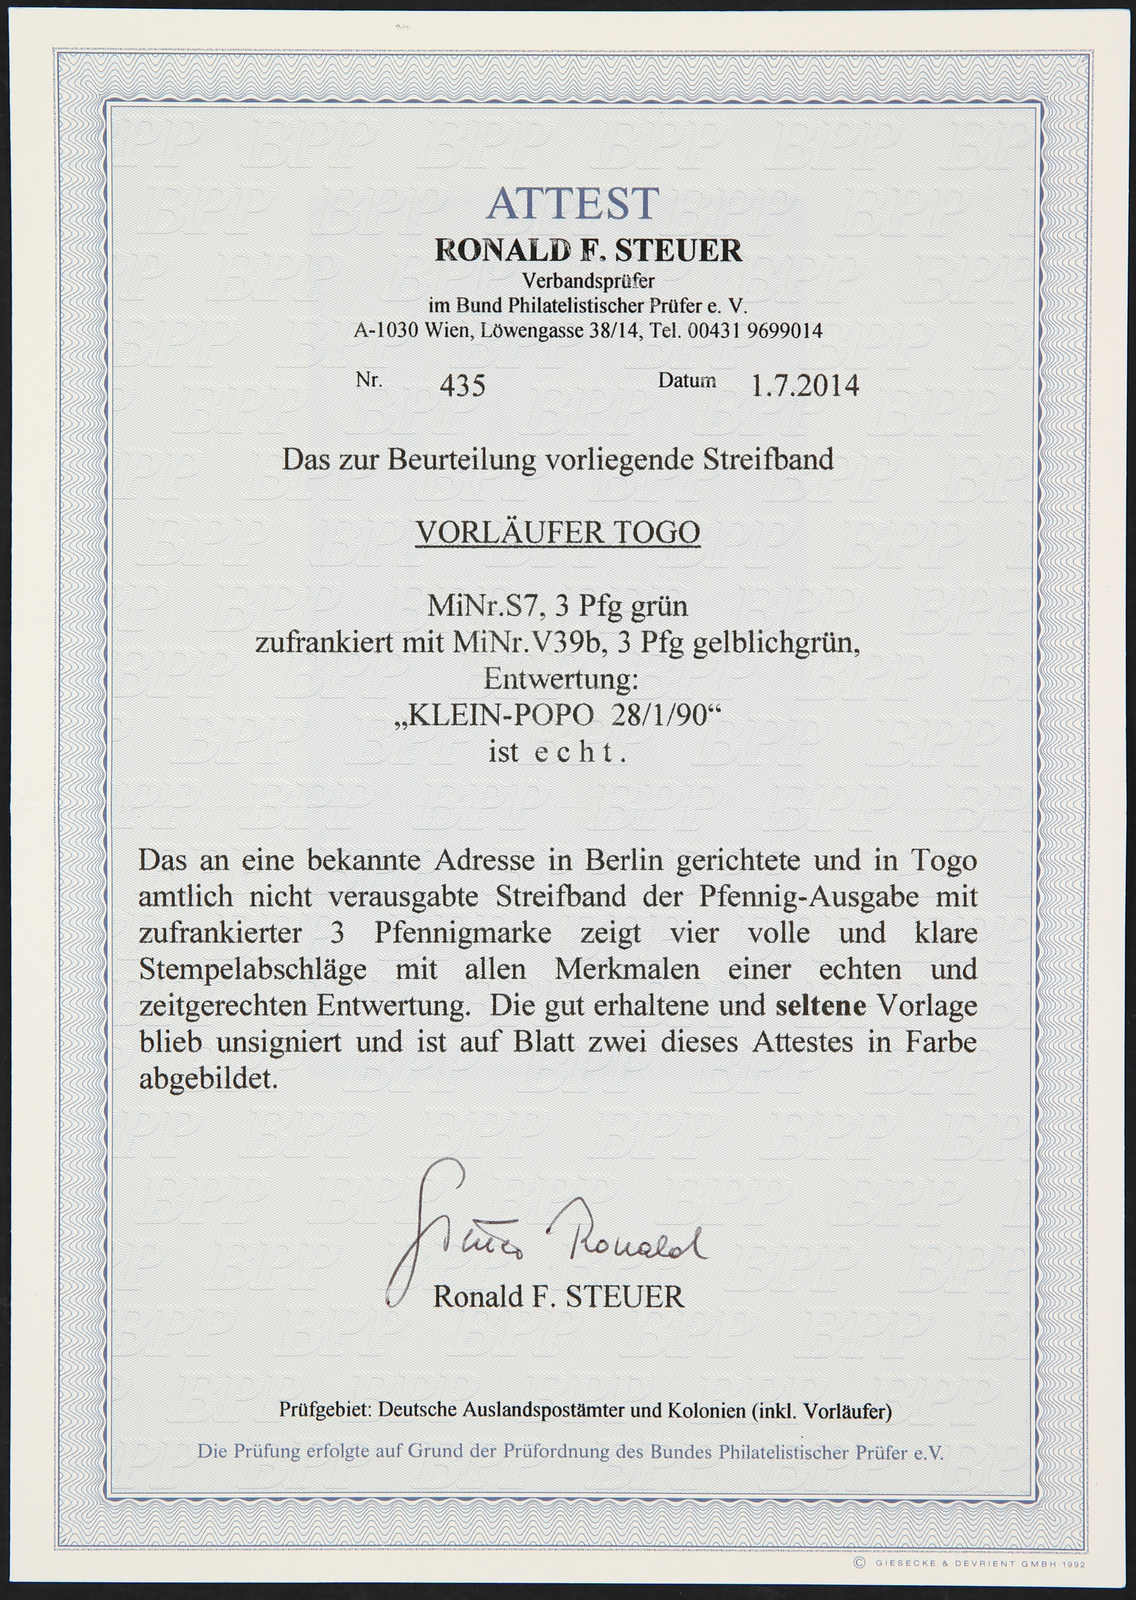 ATTEST
RONALD F. STEUER
Verbandsprüfer
im Bund Philatelistischer Prüfer e. V.
A-1030 Wien, Löwengasse 38/14, Tel. 00431 9699014
Nr. 435 Datum 1.7.2014
Das zur Beurteilung vorliegende Streifband
VORLÄUFER TOGO
MiNr.S7, 3 Pfg grün
zufrankiert mit MiNr.V39b, 3 Pfg gelblichgrün,
Entwertung:
„KLEIN-POPO 28/1/90“
ist e c h t .
Das an eine bekannte Adresse in Berlin gerichtete und in Togo
amtlich nicht verausgabte Streifband der Pfennig-Ausgabe mit
zufrankierter 3 Pfennigmarke zeigt vier volle und klare
Stempelabschläge mit allen Merkmalen einer echten und
zeitgerechten Entwertung. Die gut erhaltene und seltene Vorlage
blieb unsigniert und ist auf Blatt zwei dieses Attestes in Farbe
abgebildet.
Steuer Ronald
Ronald F. STEUER
Prüfgebiet: Deutsche Auslandspostämter und Kolonien (inkl. Vorläufer)
Die Prüfung erfolgte auf Grund der Prüfordnung des Bundes Philatelistischer Prüfer e.V.
© GIESECKE & DEVRIENT GMBH 1992